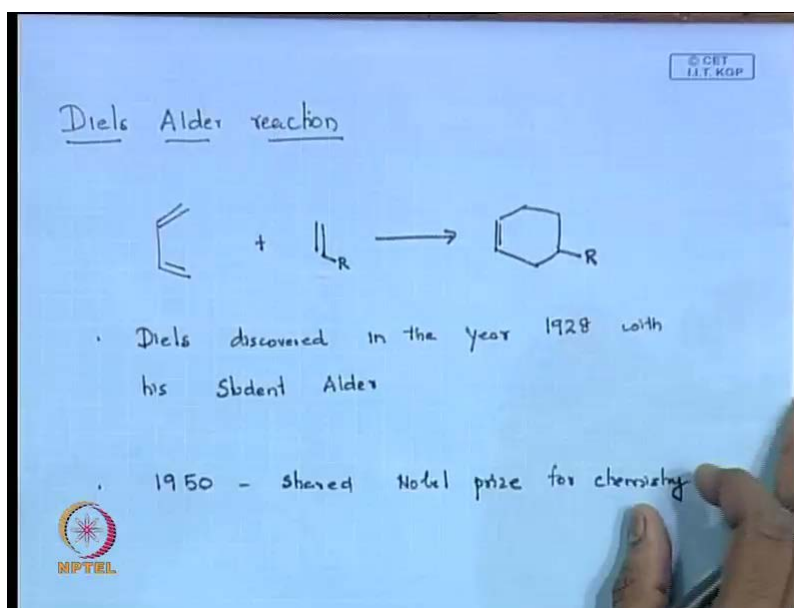 © CET
I.I.T. KGP
Diels Alder reaction
+
R
R
· Diels discovered in the year 1928 with
his Student Alder
· 1950 - shared Nobel prize for chemistry
NPTEL